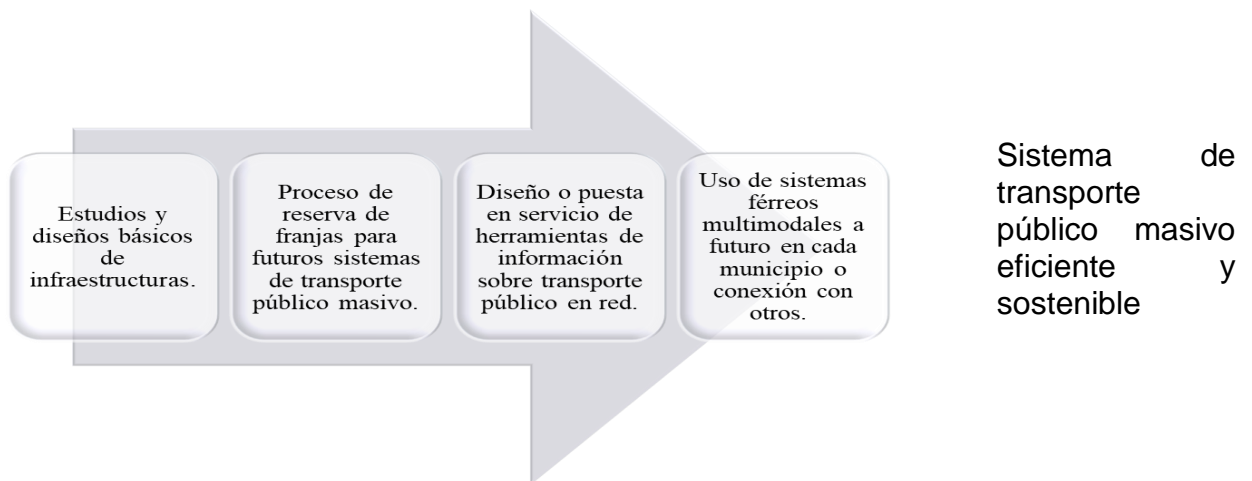 Estudios y
diseños básicos
de
infraestructuras.
Proceso de
reserva de
franjas para
futuros sistemas
de transporte
público masivo.
Diseño o puesta
en servicio de
herramientas de
información
sobre transporte
público en red.
Uso de sistemas
férreos
multimodales a
futuro en cada
municipio o
conexión con
otros.
Sistema de
transporte
público masivo
eficiente y
sostenible